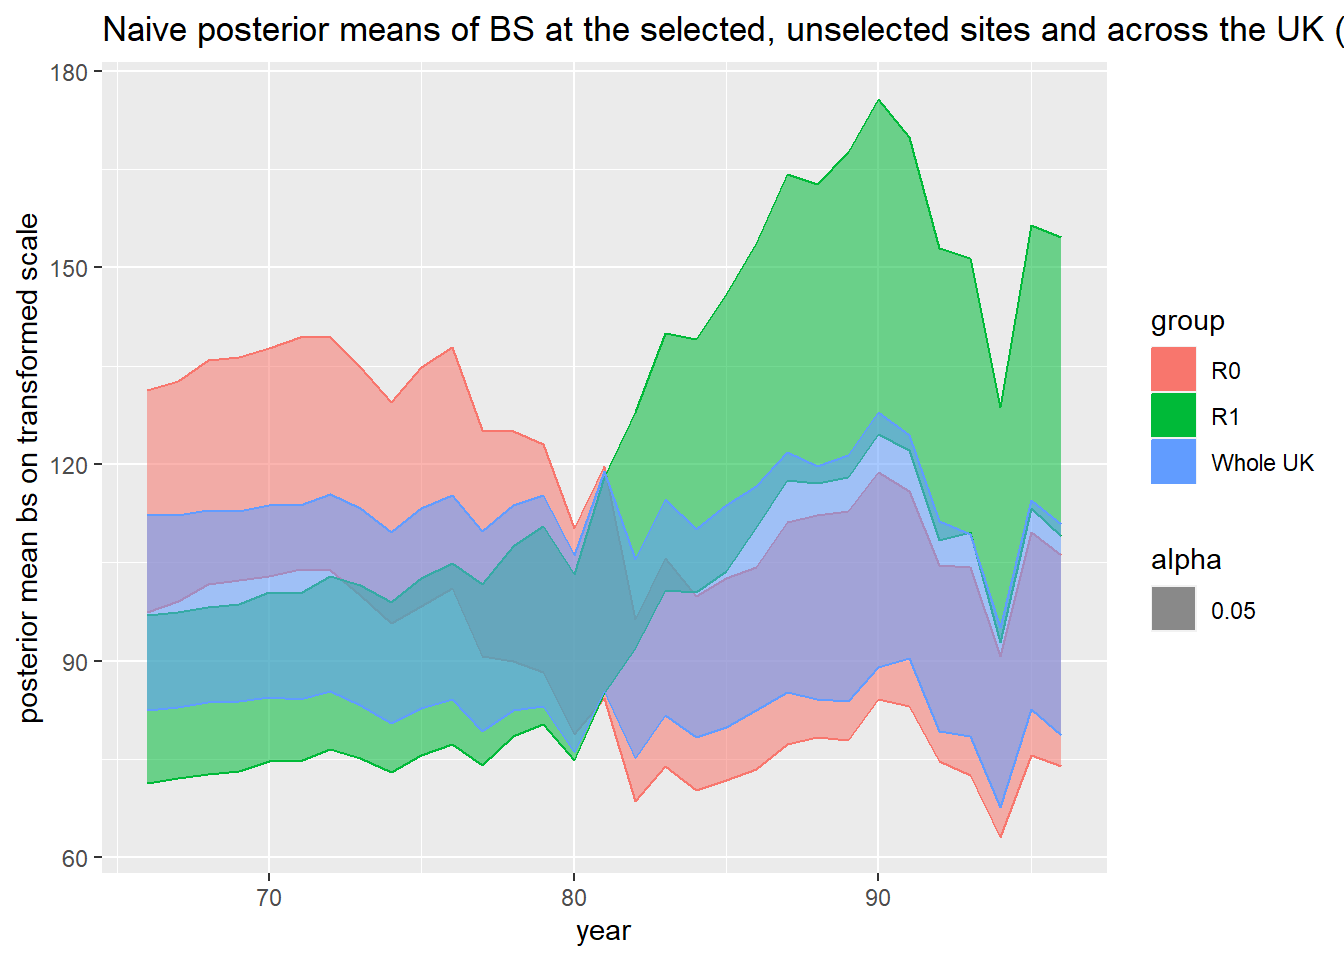 Naive posterior means of BS at the selected, unselected sites and across the UK (
posterior mean bs on transformed scale
180
150
120
90
60
70
80
90
year
group
R0
R1
Whole UK
alpha
0.05